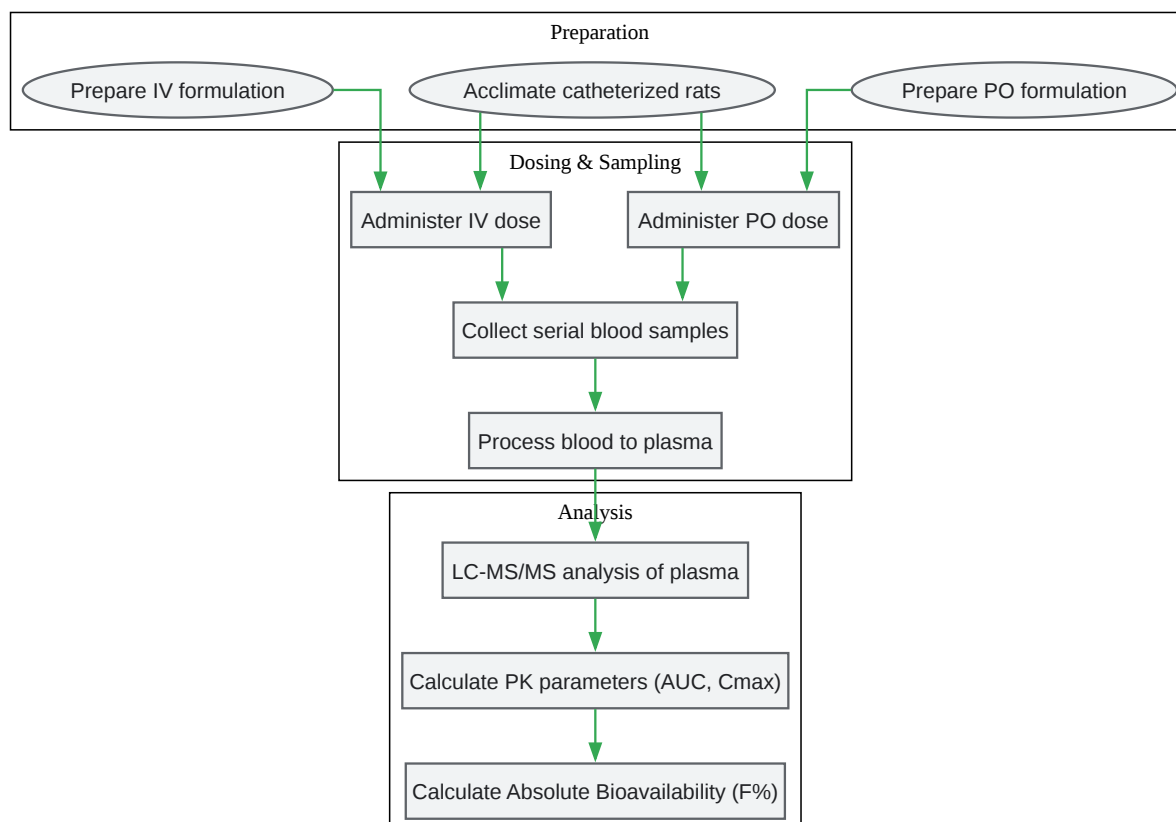 Preparation
Prepare IV formulation
Acclimate catheterized rats
Prepare PO formulation
Dosing & Sampling
Administer IV dose
Administer PO dose
Collect serial blood samples
Process blood to plasma
Analysis
LC-MS/MS analysis of plasma
Calculate PK parameters (AUC, Cmax)
Calculate Absolute Bioavailability (F%)